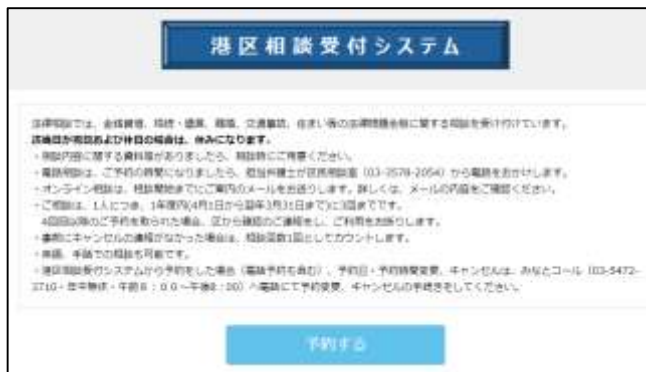 港区相談受付システム
法律相談では、金銭貸借、相続・遺言、離婚、交通事故、住まい等の法律問題全般に関する相談を受け付けています。
該当日が祝日および休日の場合は、休みになります。
・相談内容に関する資料等がありましたら、相談時にご用意ください。
・電話相談は、ご予約の時間になりましたら、担当弁護士が区民相談室（03-3578-2054）から電話をおかけします。
・オンライン相談は、相談開始までにご案内のメールをお送りします。詳しくは、メールの内容をご確認ください。
・ご相談は、1人につき、1年度内(4月1日から翌年3月31日まで)に3回までです。
4回目以降のご予約を取られた場合、区から確認のご連絡をし、ご利用をお断りします。
・事前にキャンセルの連絡がなかった場合は、相談回数1回としてカウントします。
・英語、手話での相談も可能です。
・港区相談受付システムから予約をした場合（電話予約も含む）、予約日・予約時間変更、キャンセルは、みなとコール（03-5472-
3710・年中無休・午前8：00～午後8：00）へ電話にて予約変更、キャンセルの手続きをしてください。
予約する